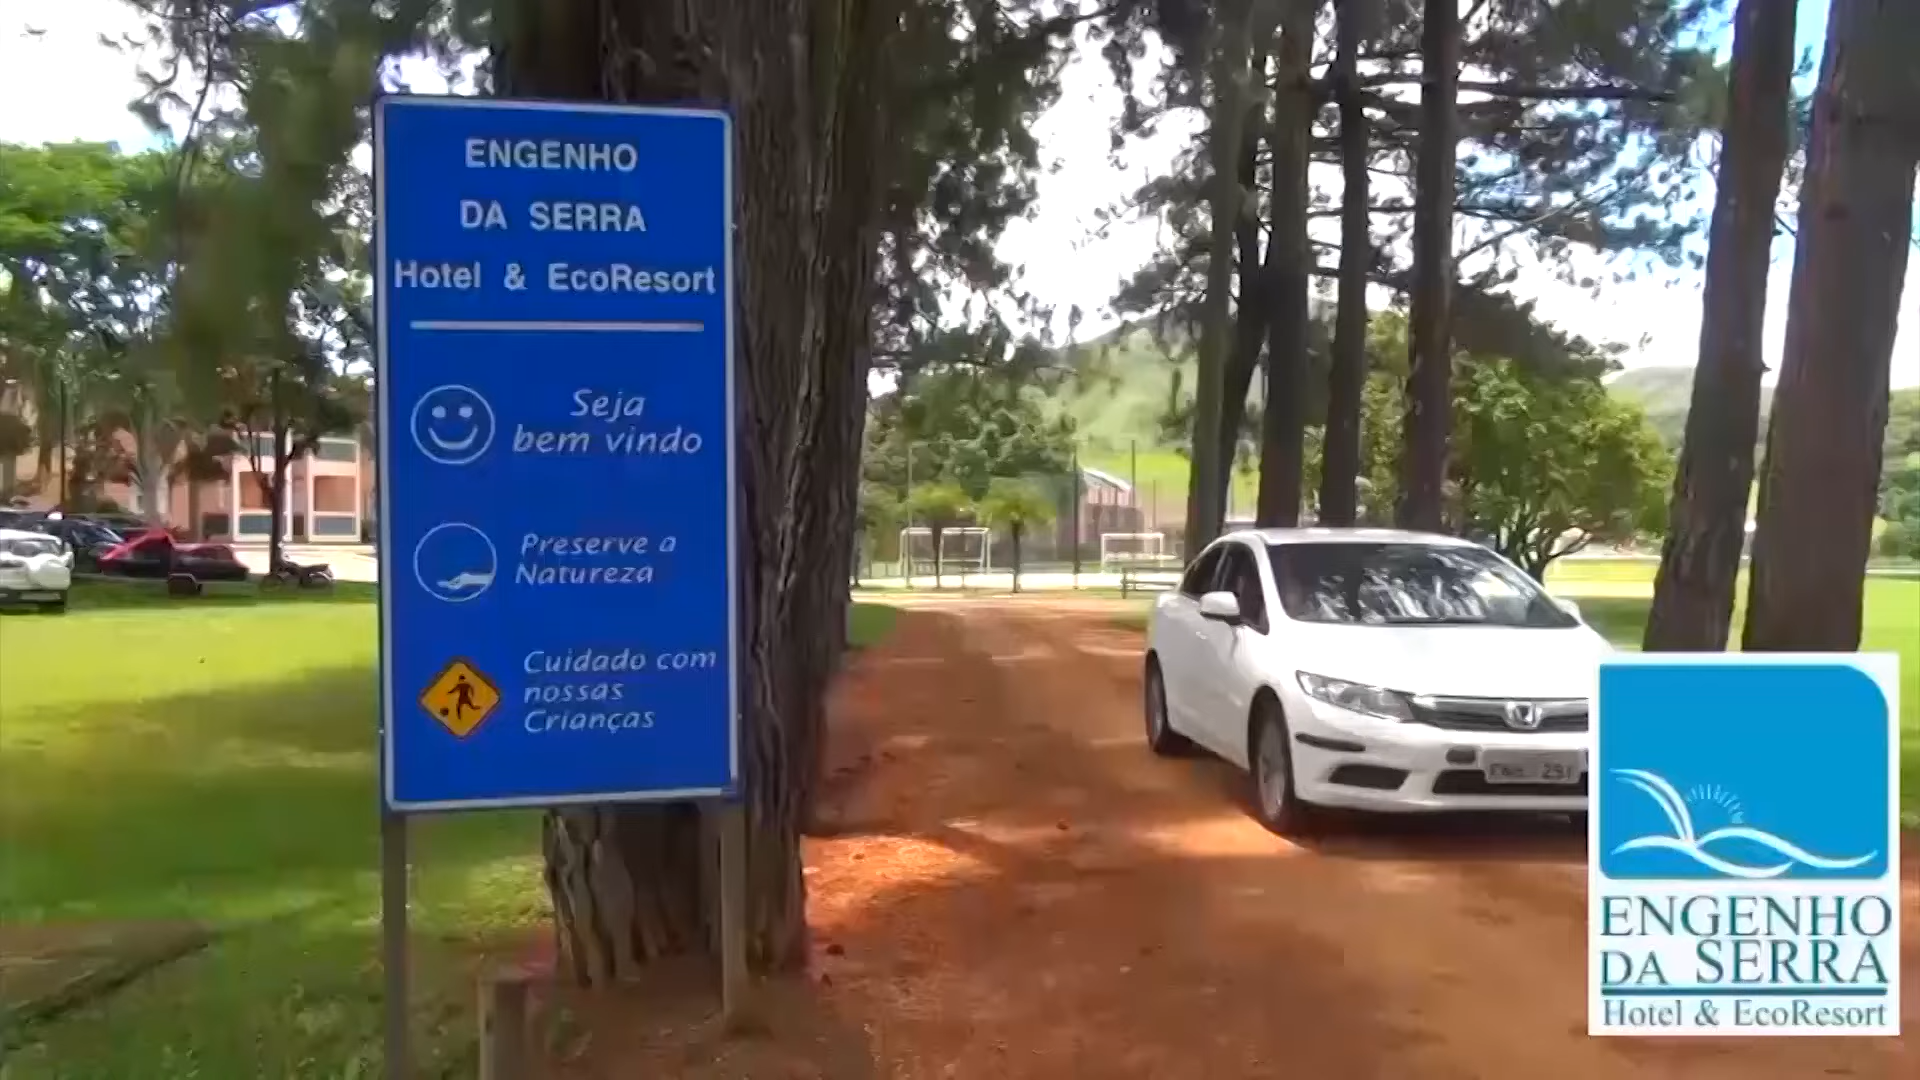 ENGENHO
DA SERRA
Hotel & EcoResort
Seja
bem vindo
Preserve a
Natureza
Cuidado com
nossas
Crianças
ENGENHO
DA SERRA
Hotel & EcoResort